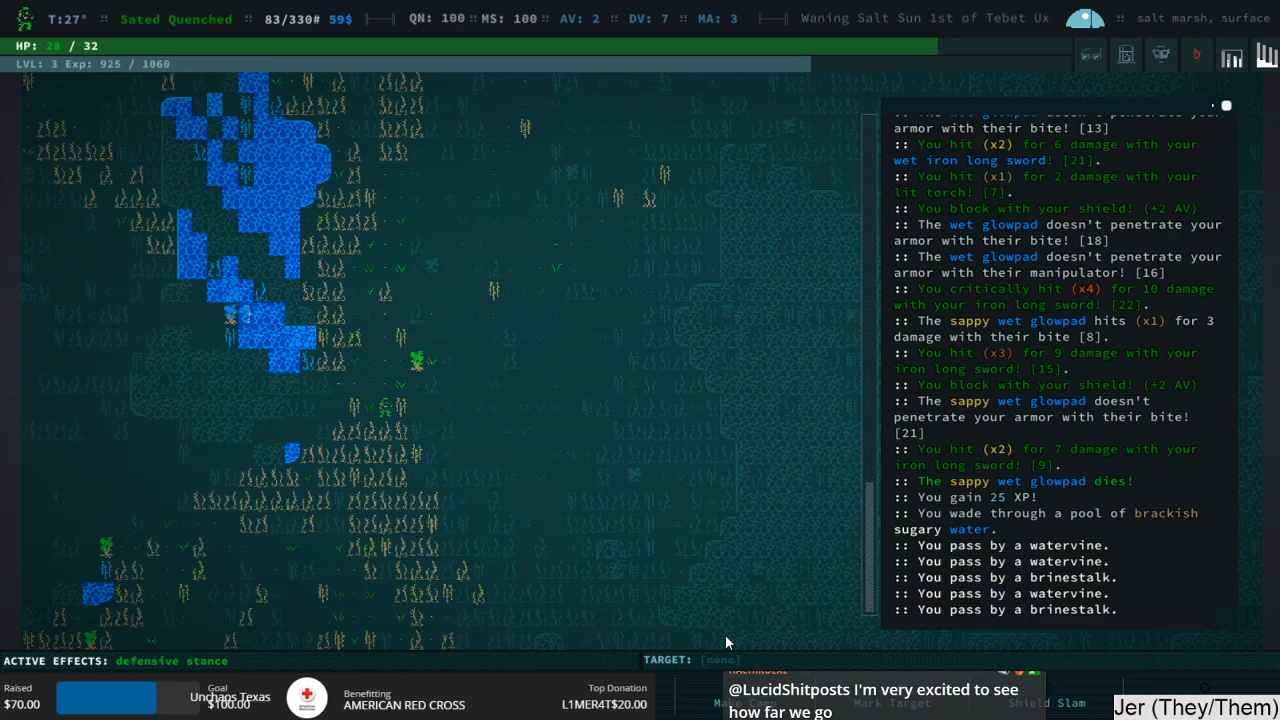 T:27° :: Sated Quenched :: 83/330# 59$ QN: 100 :: MS: 100 :: AV: 2 :: DV: 7 :: MA: 3 Waning Salt Sun 1st of Tebet Ux :: salt marsh, surface
HP: 28 / 32
LVL: 3 Exp: 925 / 1060
armor with their bite! [13]
:: You hit (x2) for 6 damage with your
wet iron long sword! [21].
:: You hit (x1) for 2 damage with your
lit torch! [7].
:: You block with your shield! (+2 AV)
:: The wet glowpad doesn't penetrate your
armor with their bite! [18]
:: The wet glowpad doesn't penetrate your
armor with their manipulator! [16]
:: You critically hit (x4) for 10 damage
with your iron long sword! [22].
:: The sappy wet glowpad hits (x1) for 3
damage with their bite [8].
:: You hit (x3) for 9 damage with your
iron long sword! [15].
:: You block with your shield! (+2 AV)
:: The sappy wet glowpad doesn't
penetrate your armor with their bite!
[21]
:: You hit (x2) for 7 damage with your
iron long sword! [9].
:: The sappy wet glowpad dies!
:: You gain 25 XP!
:: You wade through a pool of brackish
sugary water.
:: You pass by a watervine.
:: You pass by a watervine.
:: You pass by a brinestalk.
:: You pass by a watervine.
:: You pass by a brinestalk.
ACTIVE EFFECTS: defensive stance
TARGET: [none]
Raised
$70.00
Goal
Unchans Texas
Benefitting
AMERICAN RED CROSS
Top Donation
L1MER4T$20.00
@LucidShitposts I'm very excited to see
how far we go
Make Camp
Mark Target
Shield Slam
Jer (They/Them)